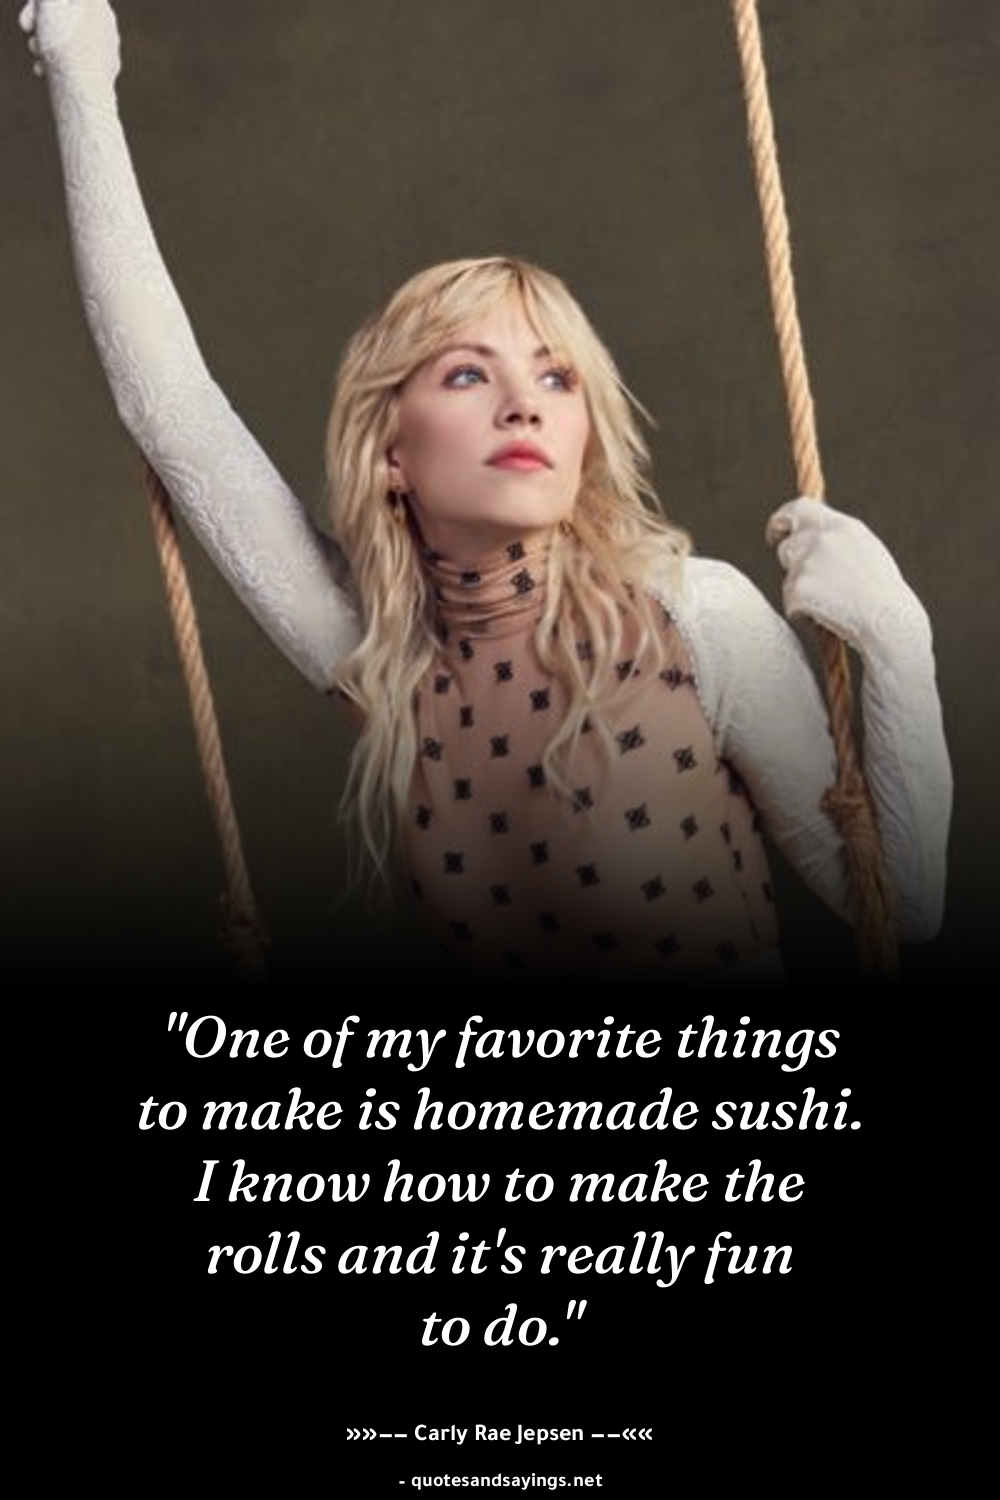 "One of my favorite things
to make is homemade sushi.
I know how to make the
rolls and it's really fun
to do."
»»−− Carly Rae Jepsen −−««
- quotesandsayings.net